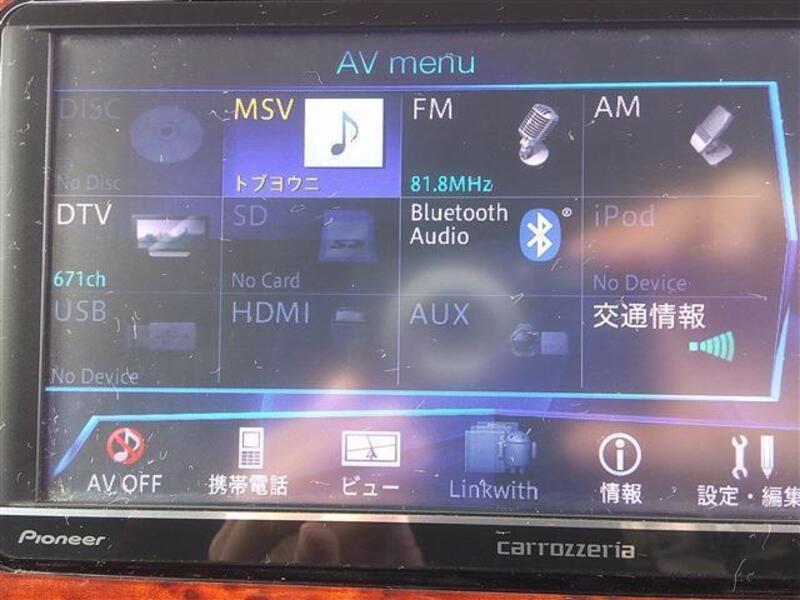 AV menu
DISC
MSV
FM
AM
No Disc
トブヨウニ
81.8MHz
DTV
SD
Bluetooth Audio
iPod
671ch
No Card
No Device
USB
HDMI
AUX
交通情報
No Device
AV OFF
携帯電話
ビュー
Linkwith
情報
設定・編集
Pioneer
carrozzeria